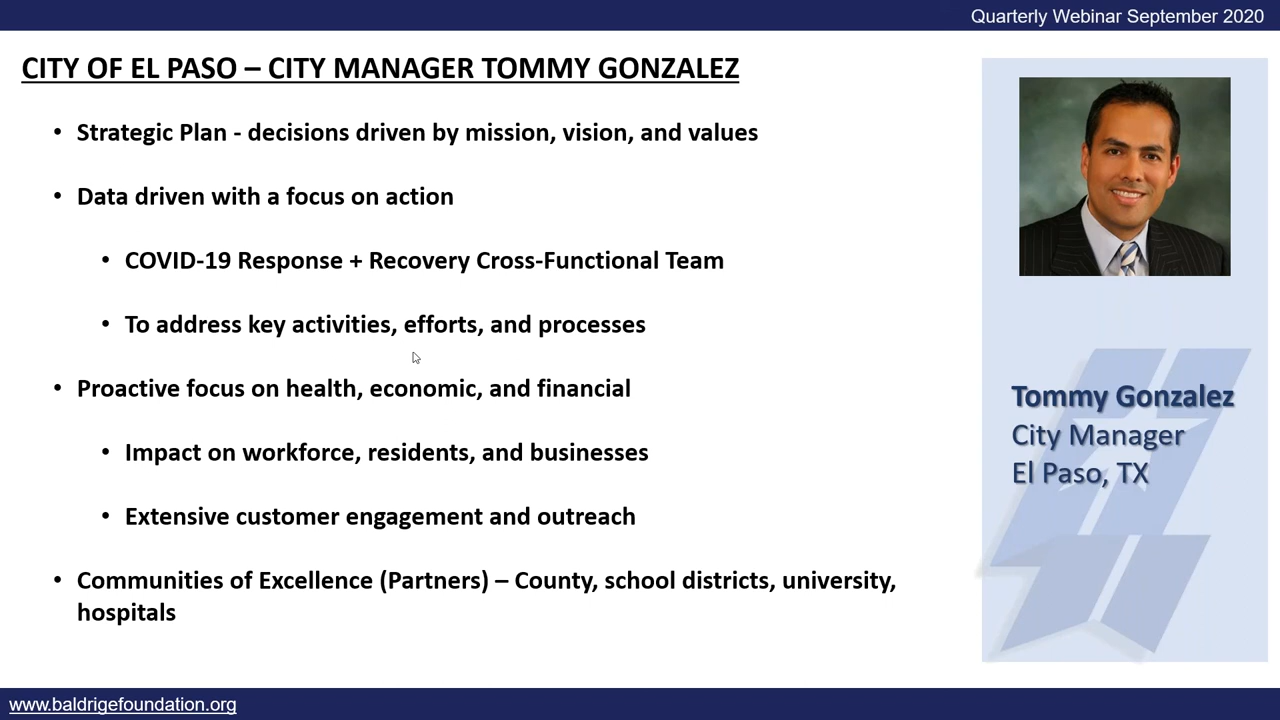 Quarterly Webinar September 2020
CITY OF EL PASO – CITY MANAGER TOMMY GONZALEZ
• Strategic Plan - decisions driven by mission, vision, and values
• Data driven with a focus on action
• COVID-19 Response + Recovery Cross-Functional Team
• To address key activities, efforts, and processes
• Proactive focus on health, economic, and financial
• Impact on workforce, residents, and businesses
• Extensive customer engagement and outreach
• Communities of Excellence (Partners) – County, school districts, university,
hospitals
Tommy Gonzalez
City Manager
El Paso, TX
www.baldrigefoundation.org